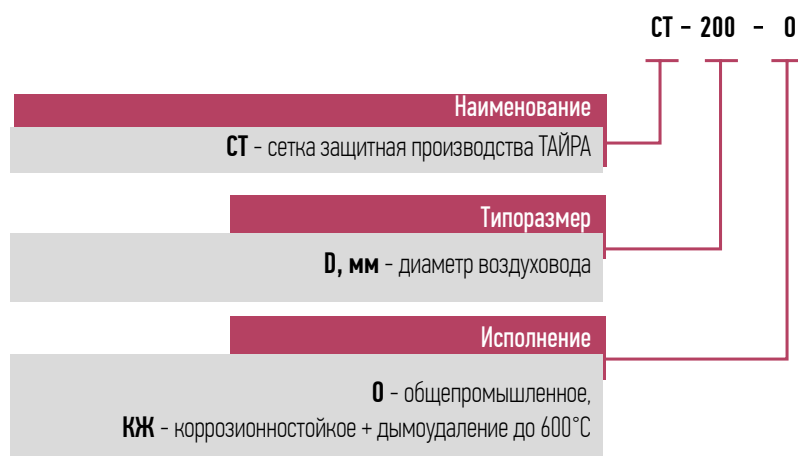 СТ - 200 - О
Наименование
СТ - сетка защитная производства ТАЙРА
Типоразмер
D, мм - диаметр воздуховода
Исполнение
О - общепромышленное,
КЖ - коррозионностойкое + дымоудаление до 600°С